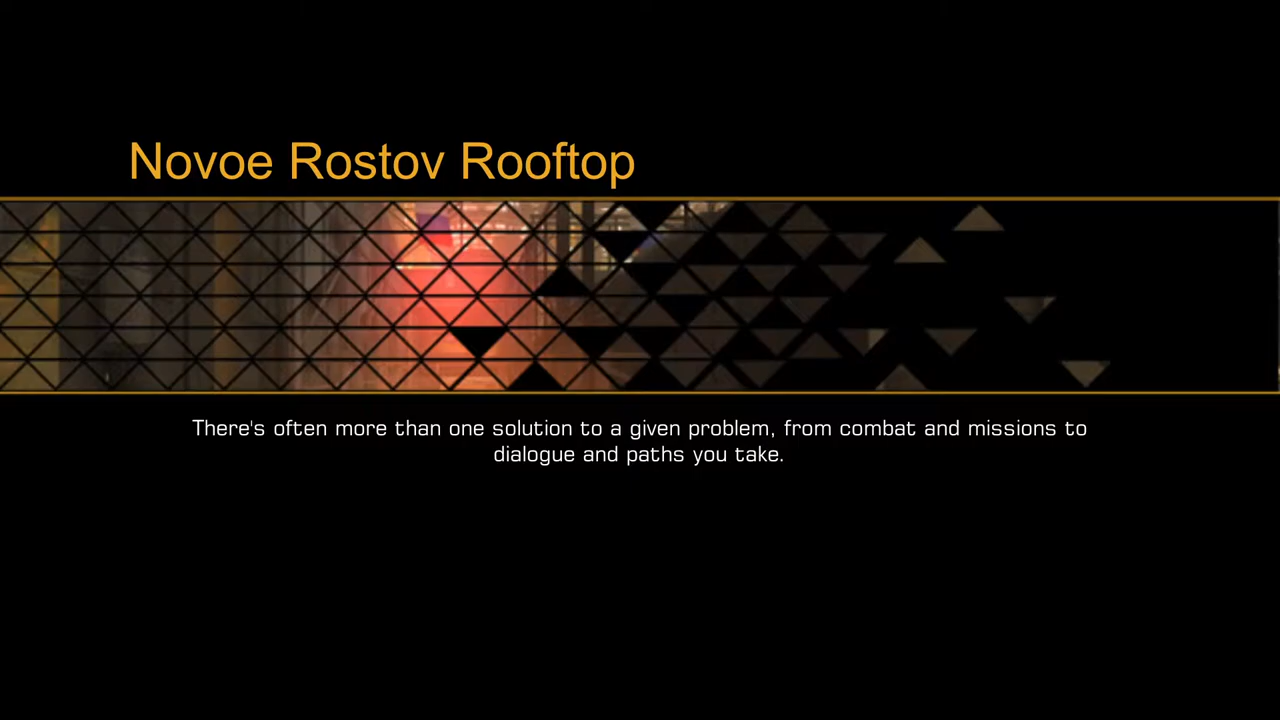 Novoe Rostov Rooftop
There's often more than one solution to a given problem, from combat and missions to
dialogue and paths you take.